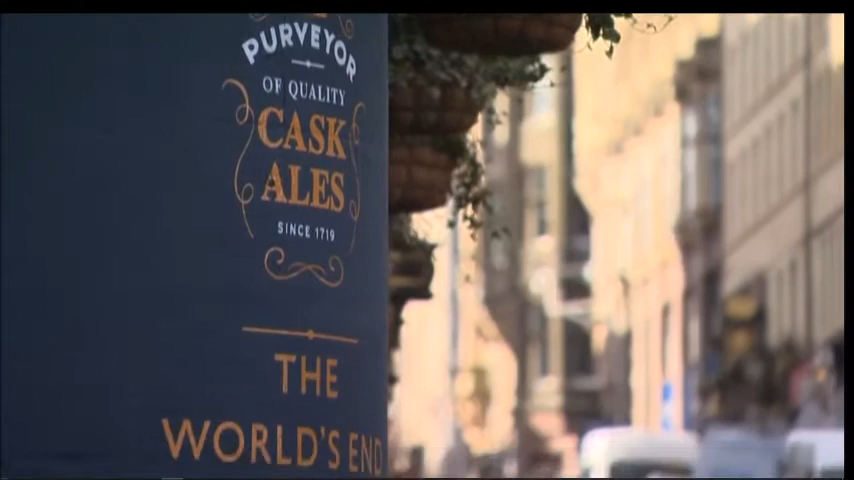 PURVEYOR
OF QUALITY
CASK
ALES
SINCE 1719
THE
WORLD'S END